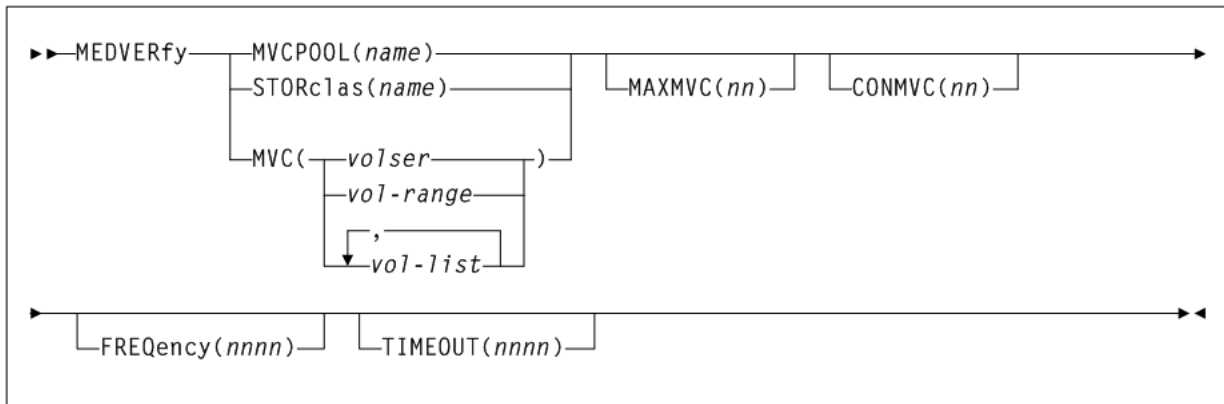 MEDVERfy MVCPOOL(name) MAXMVC(nn) CONMVC(nn)
STORclas(name)
MVC( volser )
vol-range
,
vol-list
FREQency(nnnn) TIMEOUT(nnnn)